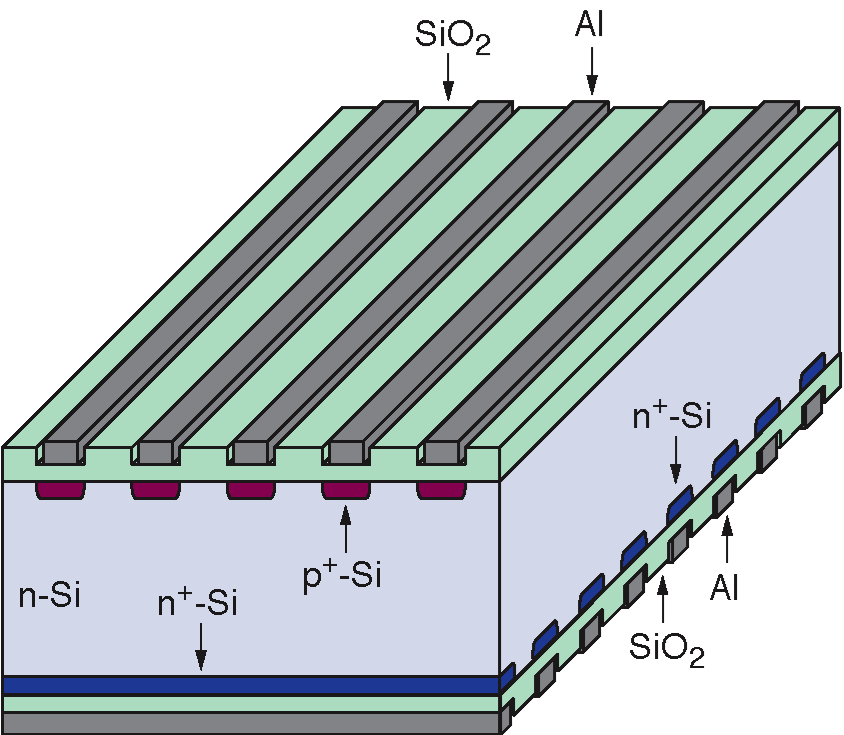 SiO₂
Al
n⁺-Si
p⁺-Si
n-Si
n⁺-Si
Al
SiO₂